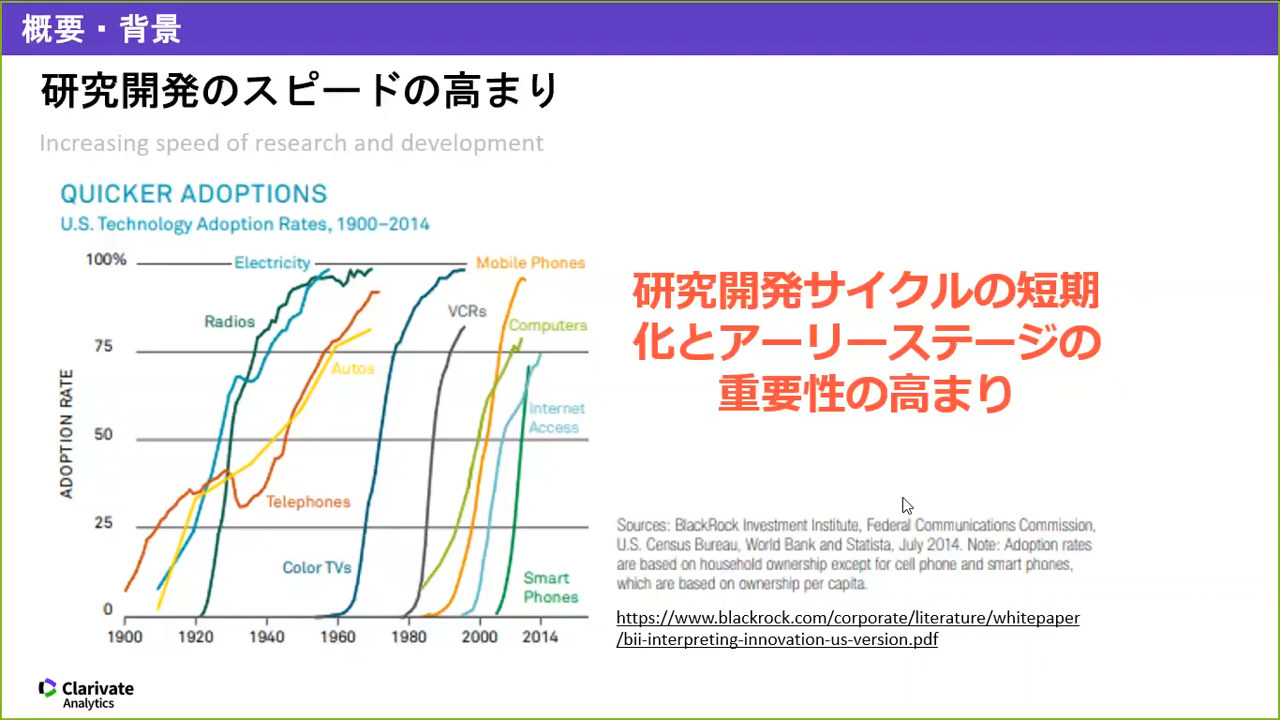 概要・背景
研究開発のスピードの高まり
Increasing speed of research and development
QUICKER ADOPTIONS
U.S. Technology Adoption Rates, 1900–2014
100%
Electricity
Mobile Phones
Radios
VCRs
Computers
75
Autos
ADOPTION RATE
Internet
Access
50
Telephones
25
Color TVs
Smart
Phones
0
1900 1920 1940 1960 1980 2000 2014
研究開発サイクルの短期
化とアーリーステージの
重要性の高まり
Sources: BlackRock Investment Institute, Federal Communications Commission,
U.S. Census Bureau, World Bank and Statista, July 2014. Note: Adoption rates
are based on household ownership except for cell phone and smart phones,
which are based on ownership per capita.
https://www.blackrock.com/corporate/literature/whitepaper
/bii-interpreting-innovation-us-version.pdf
Clarivate
Analytics